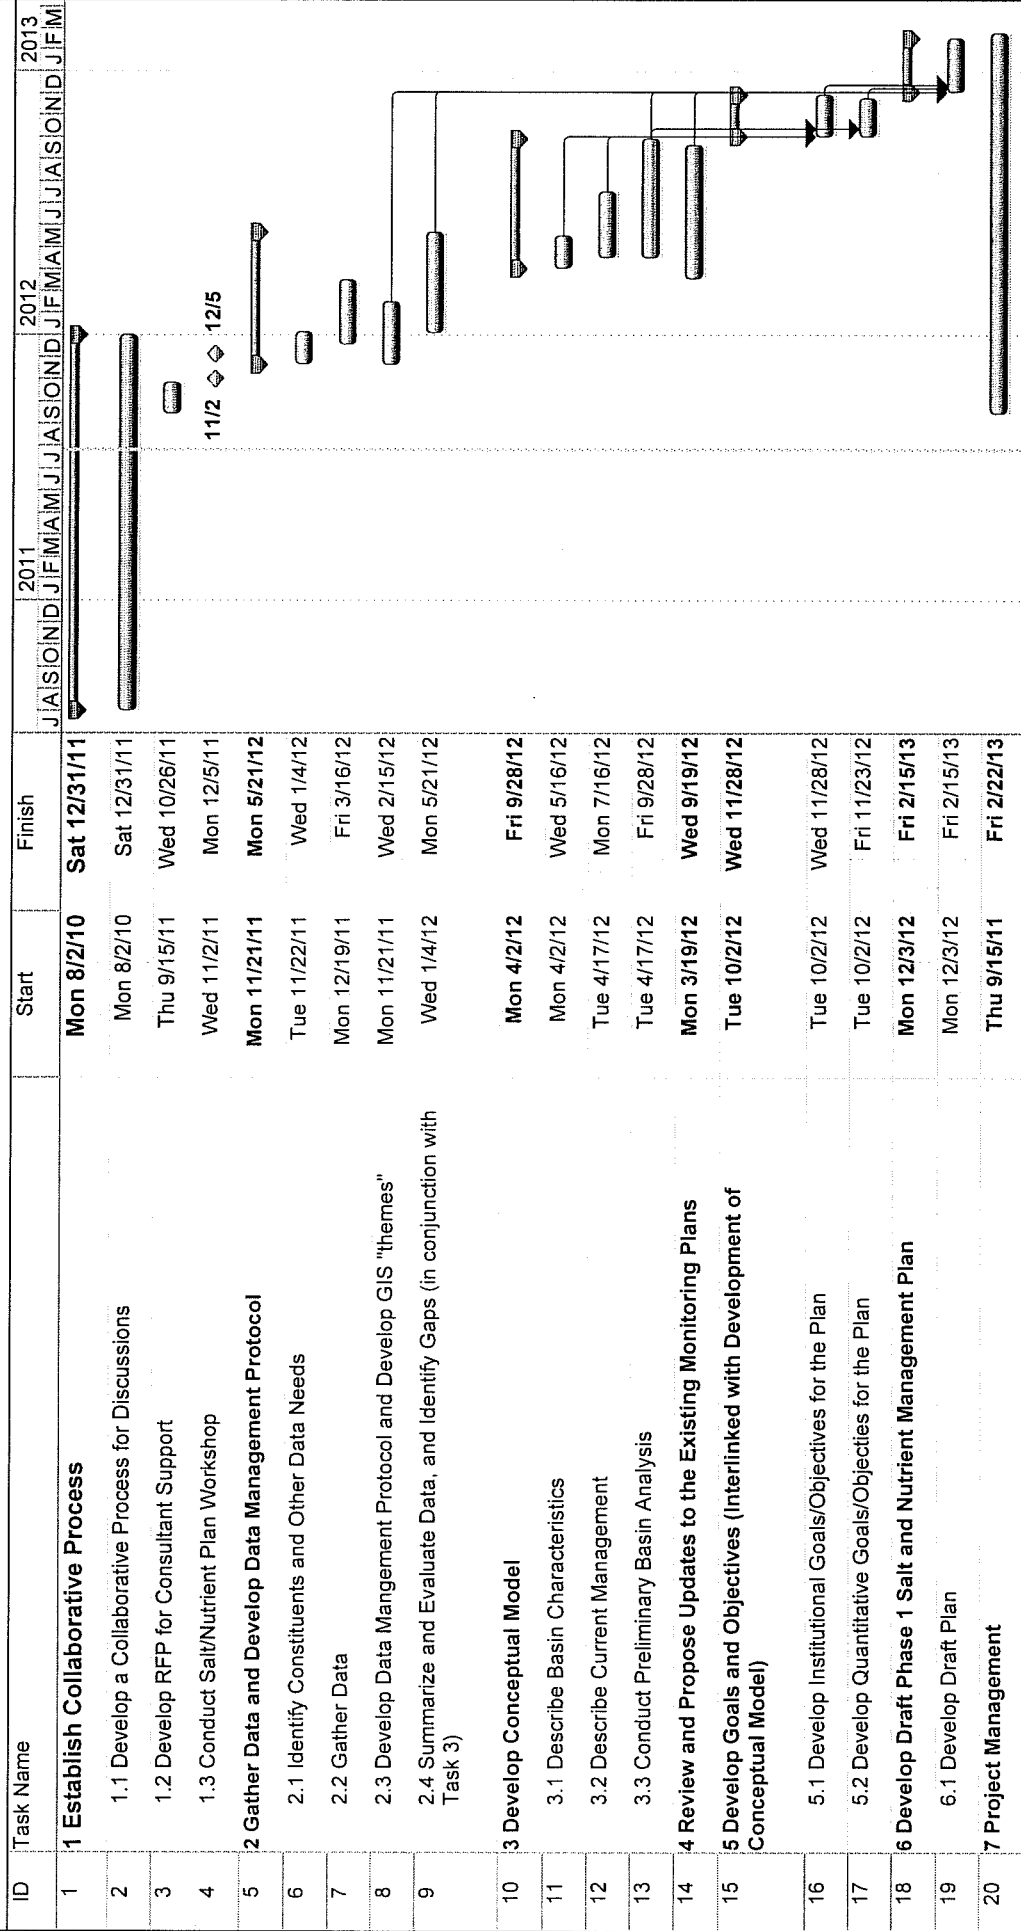 ID Task Name Start Finish
2011 2012 2013
J A S O N D J F M A M J J A S O N D J F M A M J J A S O N D J F M
1 1 Establish Collaborative Process Mon 8/2/10 Sat 12/31/11
2 1.1 Develop a Collaborative Process for Discussions Mon 8/2/10 Sat 12/31/11
3 1.2 Develop RFP for Consultant Support Thu 9/15/11 Wed 10/26/11
4 1.3 Conduct Salt/Nutrient Plan Workshop Wed 11/2/11 Mon 12/5/11 11/2 12/5
5 2 Gather Data and Develop Data Management Protocol Mon 11/21/11 Mon 5/21/12
6 2.1 Identify Constituents and Other Data Needs Tue 11/22/11 Wed 1/4/12
7 2.2 Gather Data Mon 12/19/11 Fri 3/16/12
8 2.3 Develop Data Mangement Protocol and Develop GIS "themes" Mon 11/21/11 Wed 2/15/12
9 2.4 Summarize and Evaluate Data, and Identify Gaps (in conjunction with Wed 1/4/12 Mon 5/21/12
Task 3)
10 3 Develop Conceptual Model Mon 4/2/12 Fri 9/28/12
11 3.1 Describe Basin Characteristics Mon 4/2/12 Wed 5/16/12
12 3.2 Describe Current Management Tue 4/17/12 Mon 7/16/12
13 3.3 Conduct Preliminary Basin Analysis Tue 4/17/12 Fri 9/28/12
14 4 Review and Propose Updates to the Existing Monitoring Plans Mon 3/19/12 Wed 9/19/12
15 5 Develop Goals and Objectives (Interlinked with Development of Tue 10/2/12 Wed 11/28/12
Conceptual Model)
16 5.1 Develop Institutional Goals/Objectives for the Plan Tue 10/2/12 Wed 11/28/12
17 5.2 Develop Quantitative Goals/Objecties for the Plan Tue 10/2/12 Fri 11/23/12
18 6 Develop Draft Phase 1 Salt and Nutrient Management Plan Mon 12/3/12 Fri 2/15/13
19 6.1 Develop Draft Plan Mon 12/3/12 Fri 2/15/13
20 7 Project Management Thu 9/15/11 Fri 2/22/13